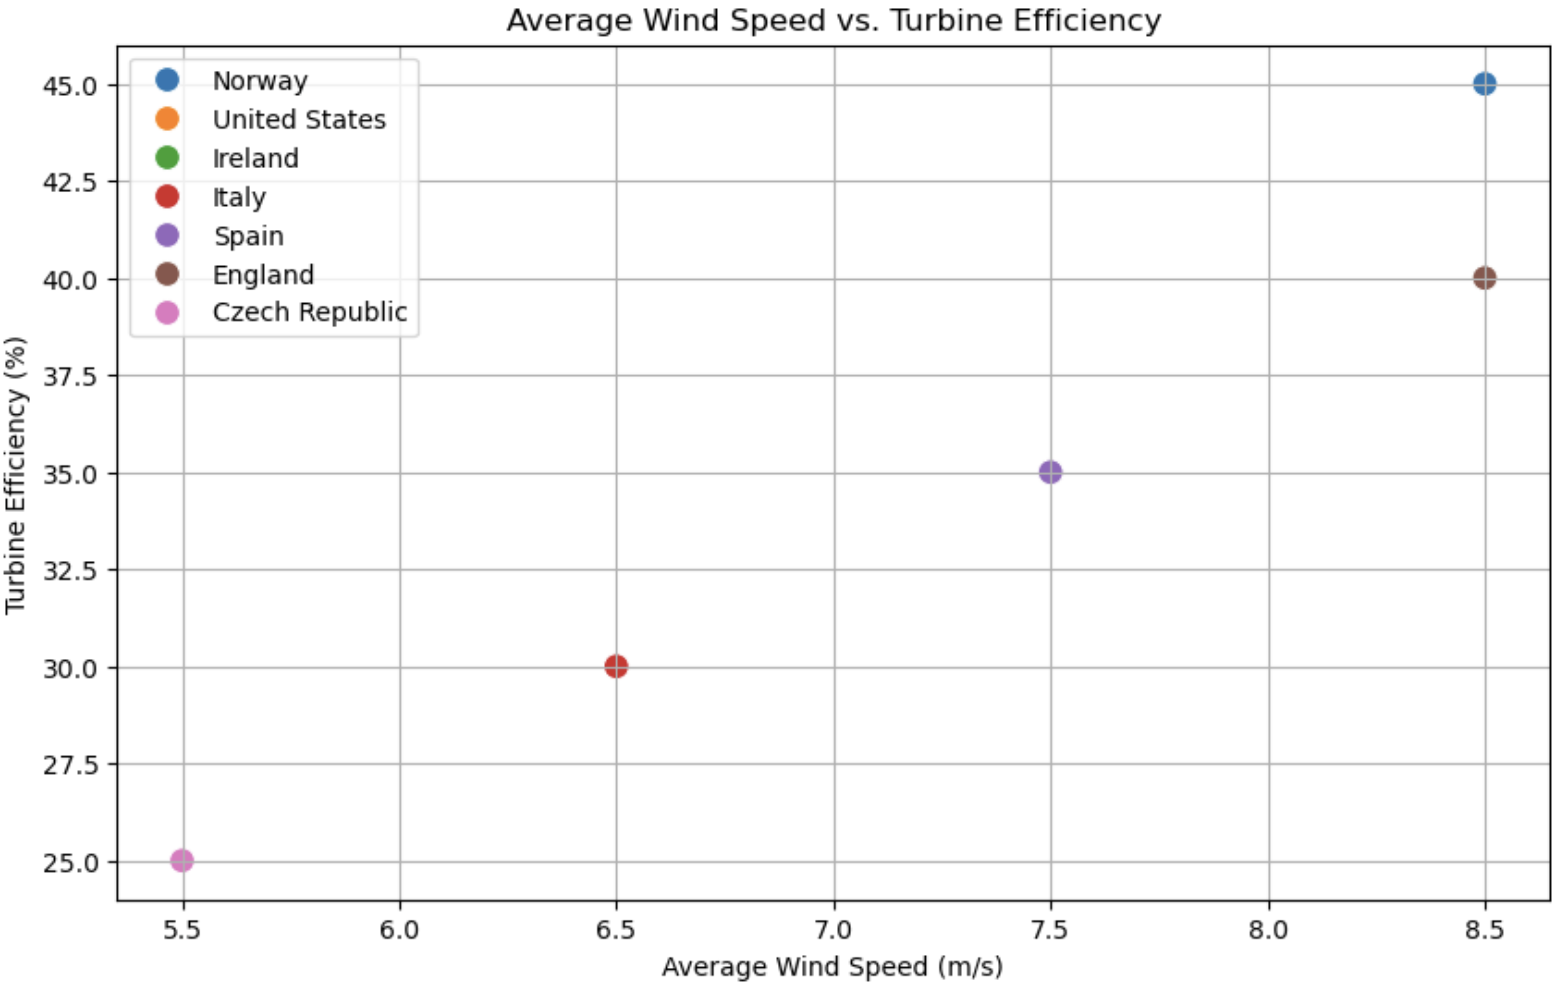 Average Wind Speed vs. Turbine Efficiency
Norway
United States
Ireland
Italy
Spain
England
Czech Republic
45.0
42.5
40.0
37.5
35.0
32.5
30.0
27.5
25.0
Turbine Efficiency (%)
5.5 6.0 6.5 7.0 7.5 8.0 8.5
Average Wind Speed (m/s)